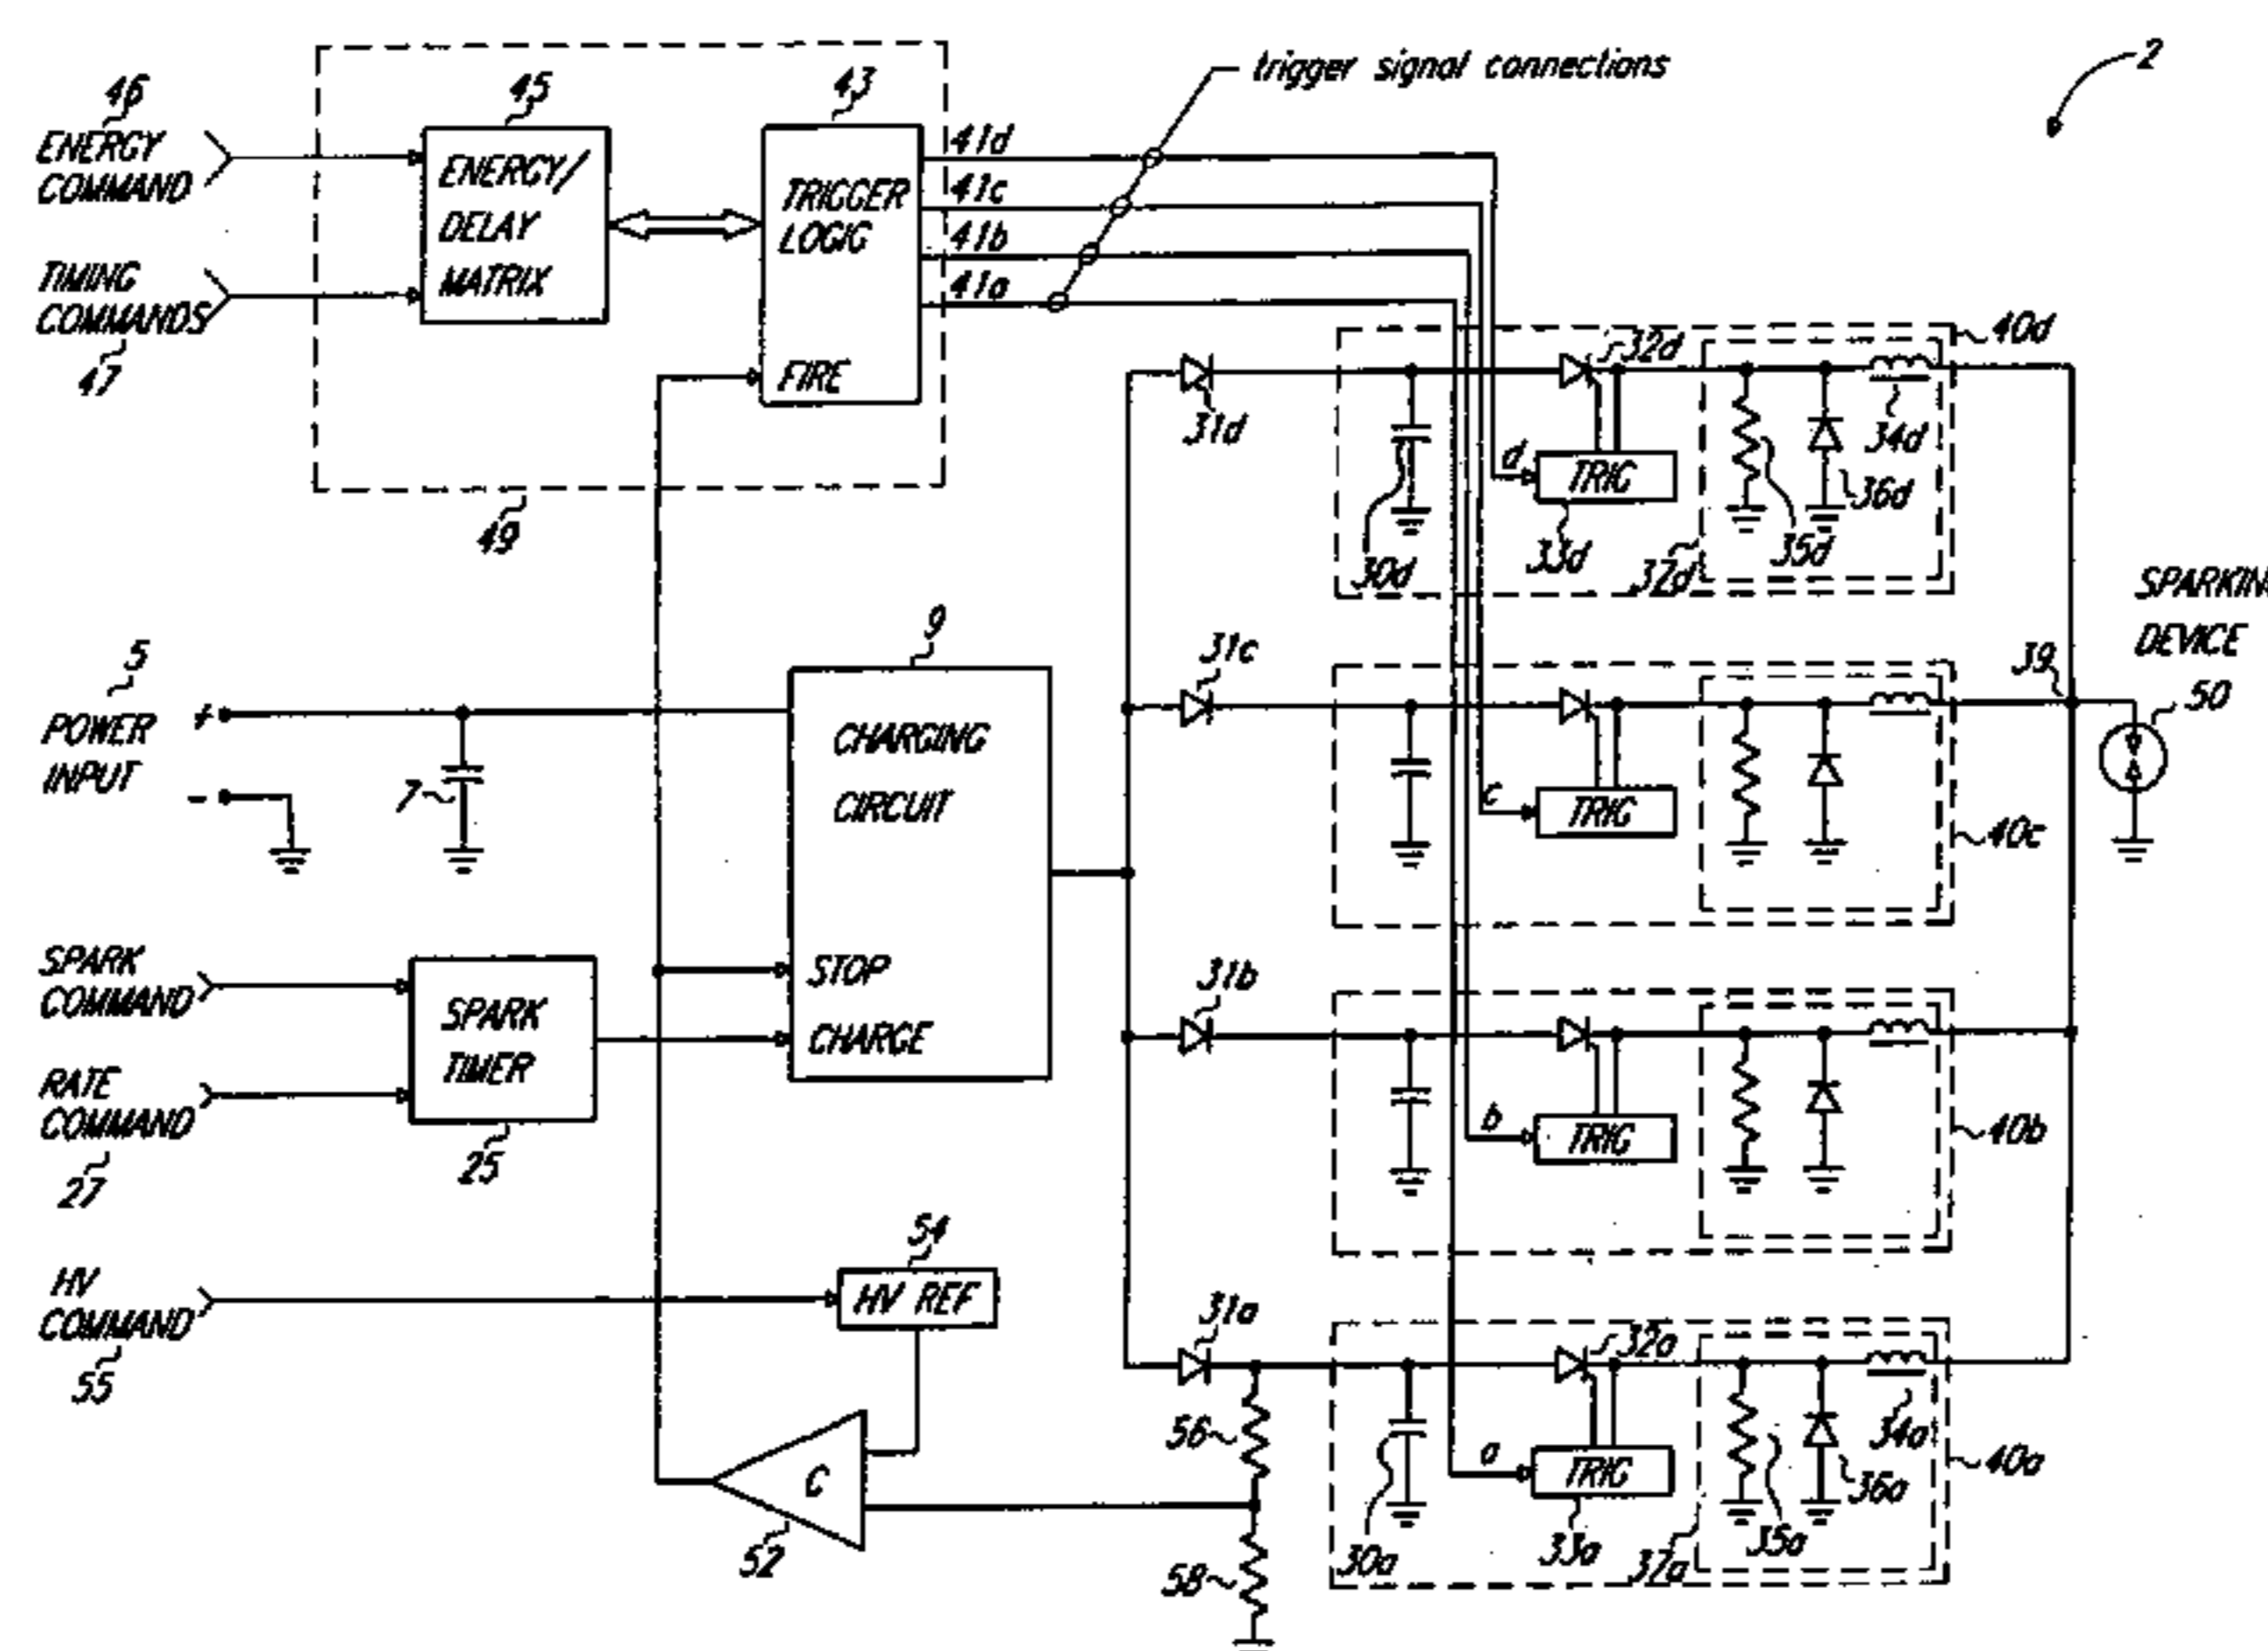 trigger signal connections
2
46
ENERGY
COMMAND
TIMING
COMMANDS
47
45
ENERGY/
DELAY
MATRIX
43
TRIGGER
LOGIG
FIRE
41d
41c
41b
41a
49
5
POWER
INPUT
+
-
7
9
CHARGING
CIRCUIT
STOP
CHARGE
SPARK
COMMAND
RATE
COMMAND
27
SPARK
TIMER
25
HV
COMMAND
55
54
HV REF
C
52
56
58
31d
30d
32d
d
TRIG
33d
32d
35d
36d
34d
40d
31c
c
TRIG
40c
39
SPARKIN
DEVICE
50
31b
b
TRIG
40b
31a
30a
32a
a
TRIG
33a
37a
35a
36a
34a
40a